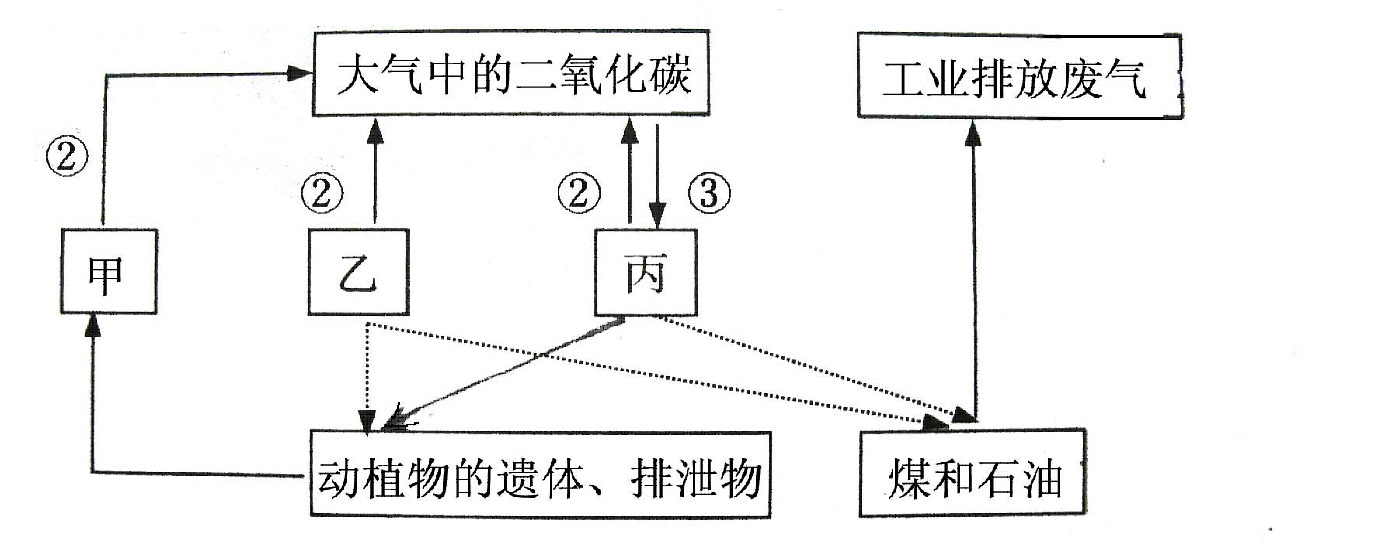 大气中的二氧化碳
工业排放废气
②
②
②
③
甲
乙
丙
动植物的遗体、排泄物
煤和石油